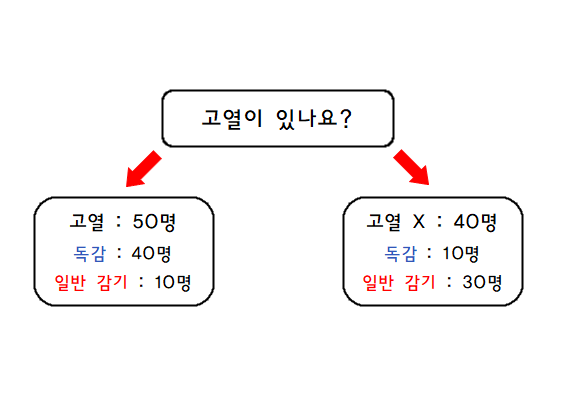 고열이 있나요?
고열 : 50명
독감 : 40명
일반 감기 : 10명
고열 X : 40명
독감 : 10명
일반 감기 : 30명